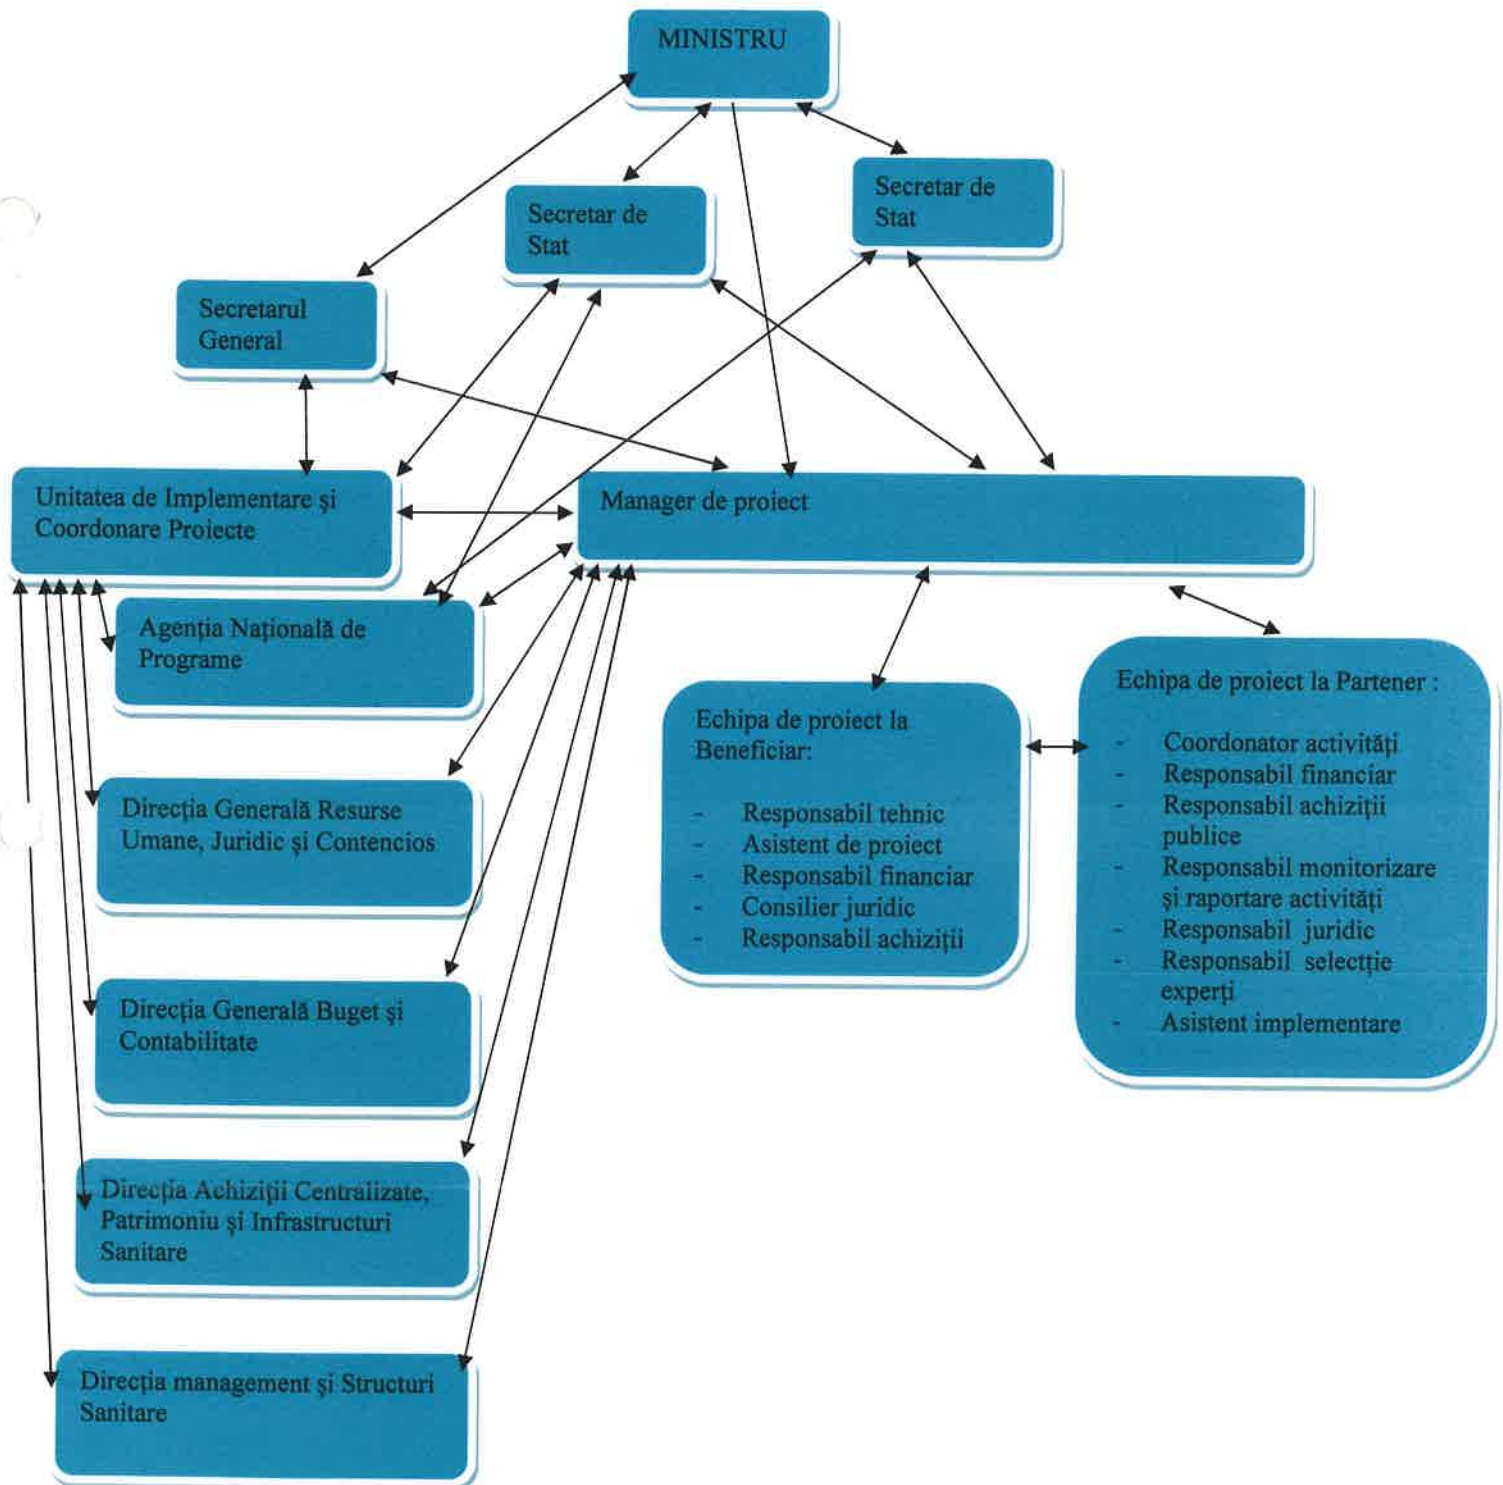 MINISTRU
Secretar de
Stat
Secretar de
Stat
Secretarul
General
Unitatea de Implementare şi
Coordonare Proiecte
Manager de proiect
Agenţia Naţională de
Programe
Echipa de proiect la
Beneficiar:
- Responsabil tehnic
- Asistent de proiect
- Responsabil financiar
- Consilier juridic
- Responsabil achiziţii
Echipa de proiect la Partener :
- Coordonator activităţi
- Responsabil financiar
- Responsabil achiziţii
publice
- Responsabil monitorizare
şi raportare activităţi
- Responsabil juridic
- Responsabil selectţie
experţi
- Asistent implementare
Direcţia Generală Resurse
Umane, Juridic şi Contencios
Direcţia Generală Buget şi
Contabilitate
Direcţia Achiziţii Centralizate,
Patrimoniu şi Infrastructuri
Sanitare
Direcţia management şi Structuri
Sanitare